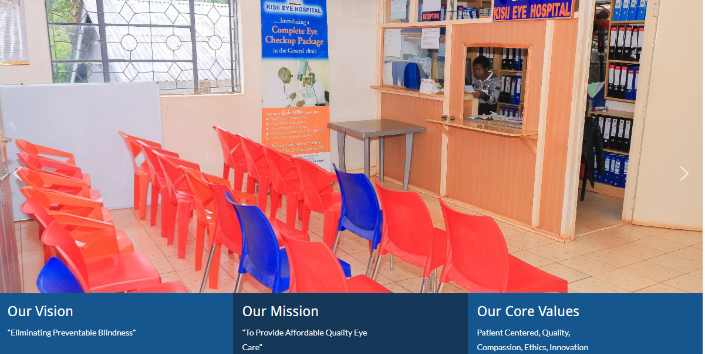 KISII EYE HOSPITAL
Introducing a
Complete Eye
Checkup Package
in the General clinic
RECEPTION
KISII EYE HOSPITAL
Our Vision
"Eliminating Preventable Blindness"
Our Mission
"To Provide Affordable Quality Eye
Care"
Our Core Values
Patient Centered, Quality,
Compassion, Ethics, Innovation